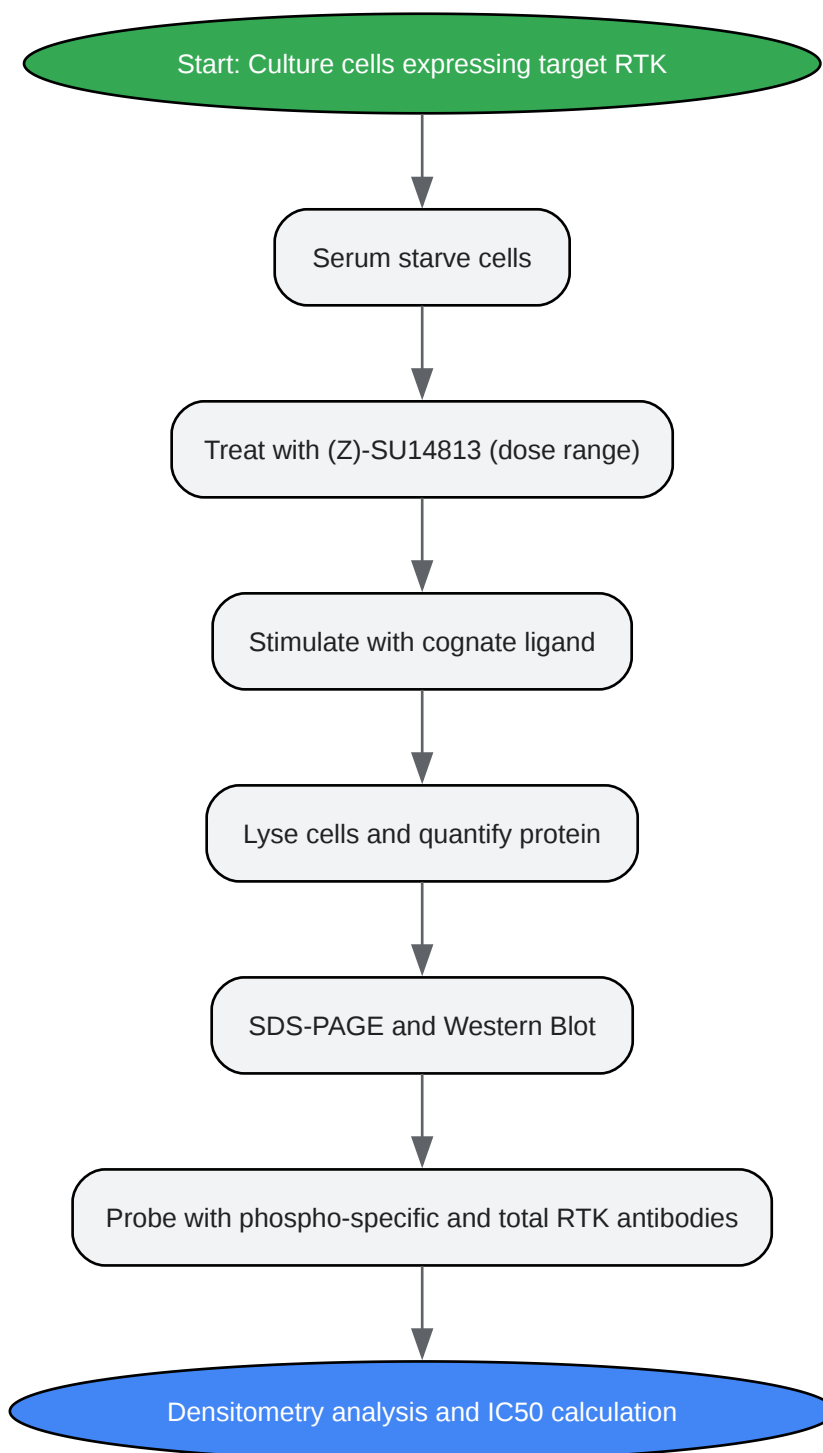 Start: Culture cells expressing target RTK
Serum starve cells
Treat with (Z)-SU14813 (dose range)
Stimulate with cognate ligand
Lyse cells and quantify protein
SDS-PAGE and Western Blot
Probe with phospho-specific and total RTK antibodies
Densitometry analysis and IC50 calculation